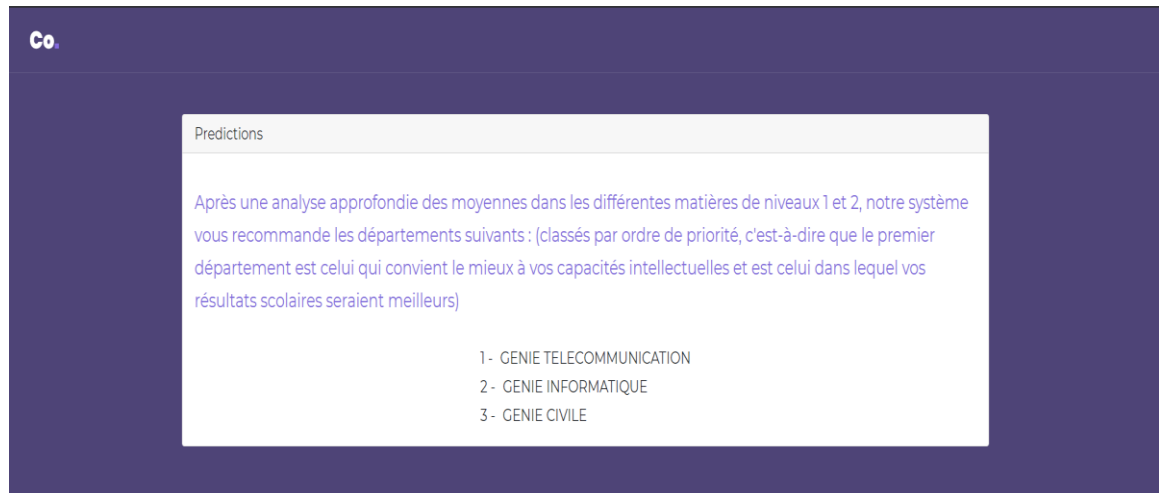 Co.
Predictions
Après une analyse approfondie des moyennes dans les différentes matières de niveaux 1 et 2, notre système
vous recommande les départements suivants : (classés par ordre de priorité, c'est-à-dire que le premier
département est celui qui convient le mieux à vos capacités intellectuelles et est celui dans lequel vos
résultats scolaires seraient meilleurs)
1 - GENIE TELECOMMUNICATION
2 - GENIE INFORMATIQUE
3 - GENIE CIVILE